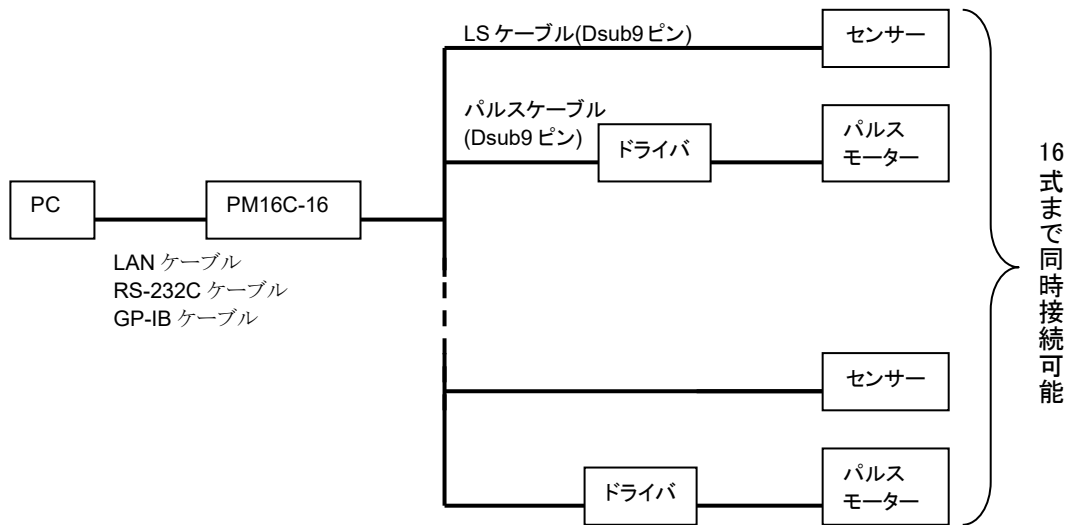 LS ケーブル(Dsub9 ピン)
センサー
パルスケーブル
(Dsub9 ピン)
ドライバ
パルス
モーター
PC
PM16C-16
LAN ケーブル
RS-232C ケーブル
GP-IB ケーブル
16式まで同時接続可能
センサー
ドライバ
パルス
モーター